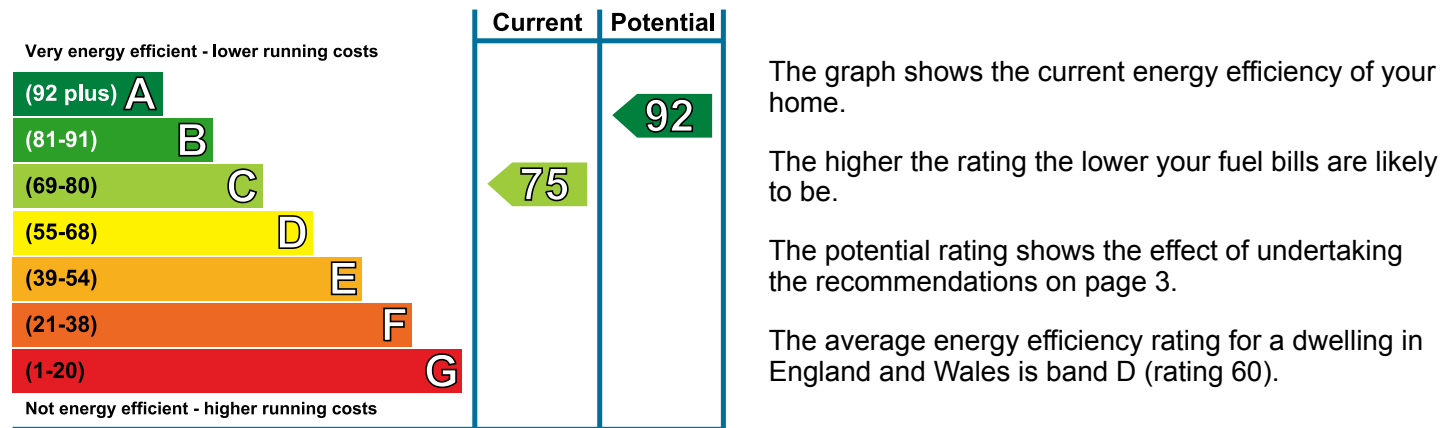 Current Potential
Very energy efficient - lower running costs
(92 plus) A
92
(81-91) B
(69-80) C
75
(55-68) D
(39-54) E
(21-38) F
(1-20) G
Not energy efficient - higher running costs
The graph shows the current energy efficiency of your
home.
The higher the rating the lower your fuel bills are likely
to be.
The potential rating shows the effect of undertaking
the recommendations on page 3.
The average energy efficiency rating for a dwelling in
England and Wales is band D (rating 60).